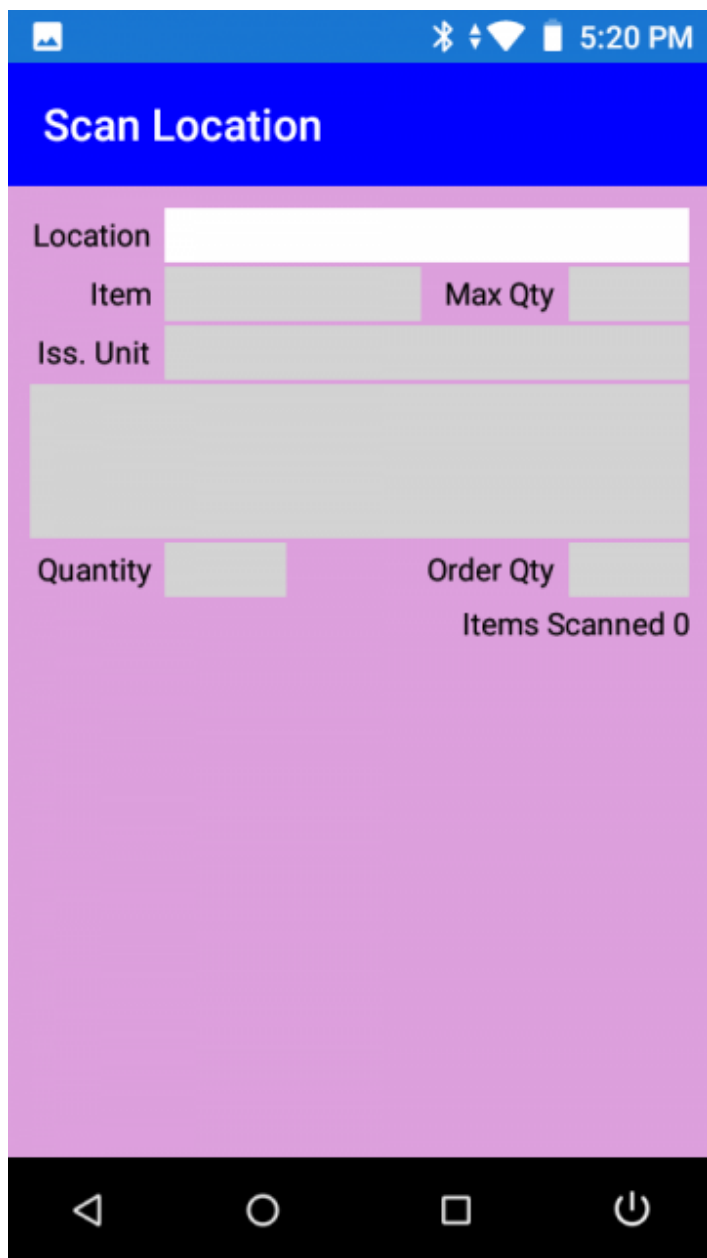 5:20 PM
Scan Location
Location
Item Max Qty
Iss. Unit
Quantity Order Qty
Items Scanned 0